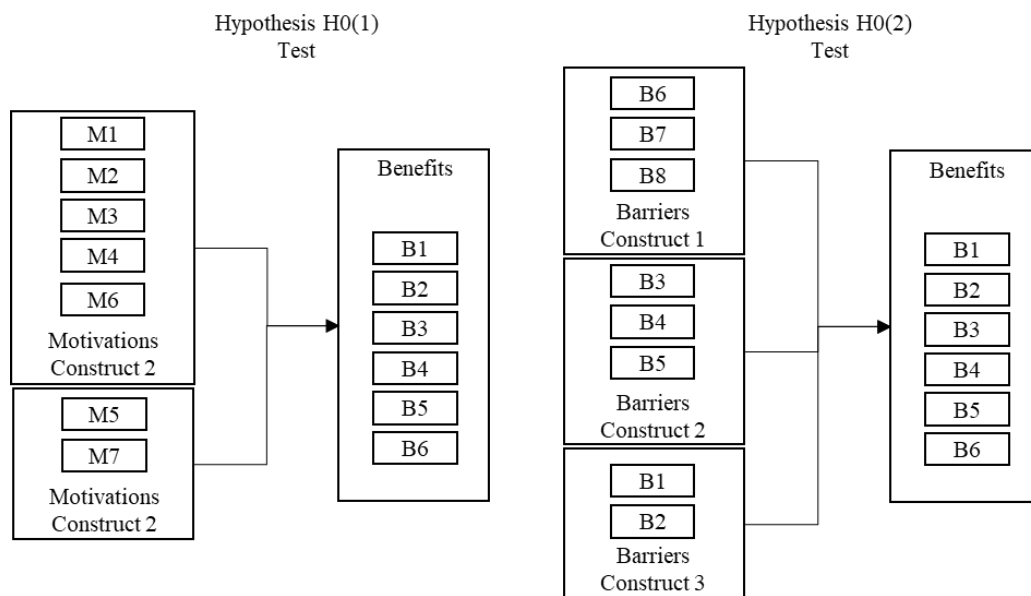 Hypothesis H0(1)
Test
M1
M2
M3
M4
M6
Motivations
Construct 2
M5
M7
Motivations
Construct 2
Benefits
B1
B2
B3
B4
B5
B6
Hypothesis H0(2)
Test
B6
B7
B8
Barriers
Construct 1
B3
B4
B5
Barriers
Construct 2
B1
B2
Barriers
Construct 3
Benefits
B1
B2
B3
B4
B5
B6